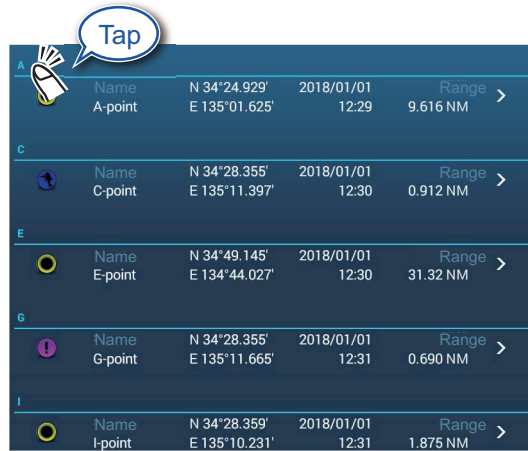 Tap
A
Name N 34°24.929' 2018/01/01 Range
A-point E 135°01.625' 12:29 9.616 NM
C
Name N 34°28.355' 2018/01/01 Range
C-point E 135°11.397' 12:30 0.912 NM
E
Name N 34°49.145' 2018/01/01 Range
E-point E 134°44.027' 12:30 31.32 NM
G
Name N 34°28.355' 2018/01/01 Range
G-point E 135°11.665' 12:31 0.690 NM
I
Name N 34°28.359' 2018/01/01 Range
I-point E 135°10.231' 12:31 1.875 NM